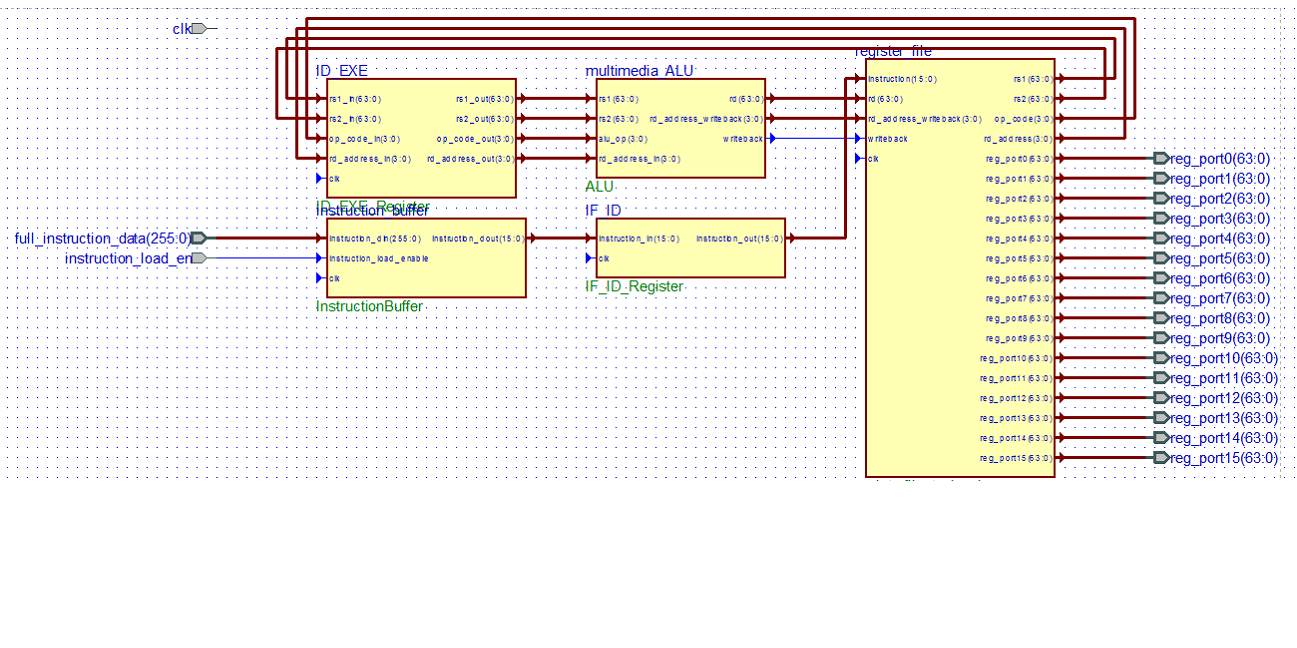 clk
register_file
ID_EXE
multimedia_ALU
rs1_in(63:0)
rs2_in(63:0)
op_code_in(3:0)
rd_address_in(3:0)
clk
rs1_out(63:0)
rs2_out(63:0)
op_code_out(3:0)
rd_address_out(3:0)
ID_EXE_Register
rs1(63:0)
rs2(63:0)
alu_op(3:0)
rd_address_in(3:0)
rd(63:0)
rd_address_writeback(3:0)
writeback
ALU
instruction(15:0)
rd(63:0)
rd_address_writeback(3:0)
writeback
clk
rs1(63:0)
rs2(63:0)
op_code(3:0)
rd_address(3:0)
reg_port0(63:0)
reg_port1(63:0)
reg_port2(63:0)
reg_port3(63:0)
reg_port4(63:0)
reg_port5(63:0)
reg_port6(63:0)
reg_port7(63:0)
reg_port8(63:0)
reg_port9(63:0)
reg_port10(63:0)
reg_port11(63:0)
reg_port12(63:0)
reg_port13(63:0)
reg_port14(63:0)
reg_port15(63:0)
reg_port0(63:0)
reg_port1(63:0)
reg_port2(63:0)
reg_port3(63:0)
reg_port4(63:0)
reg_port5(63:0)
reg_port6(63:0)
reg_port7(63:0)
reg_port8(63:0)
reg_port9(63:0)
reg_port10(63:0)
reg_port11(63:0)
reg_port12(63:0)
reg_port13(63:0)
reg_port14(63:0)
reg_port15(63:0)
instruction_buffer
full_instruction_data(255:0)
instruction_load_en
instruction_din(255:0)
instruction_load_enable
clk
instruction_dout(15:0)
InstructionBuffer
IF_ID
instruction_in(15:0)
clk
instruction_out(15:0)
IF_ID_Register